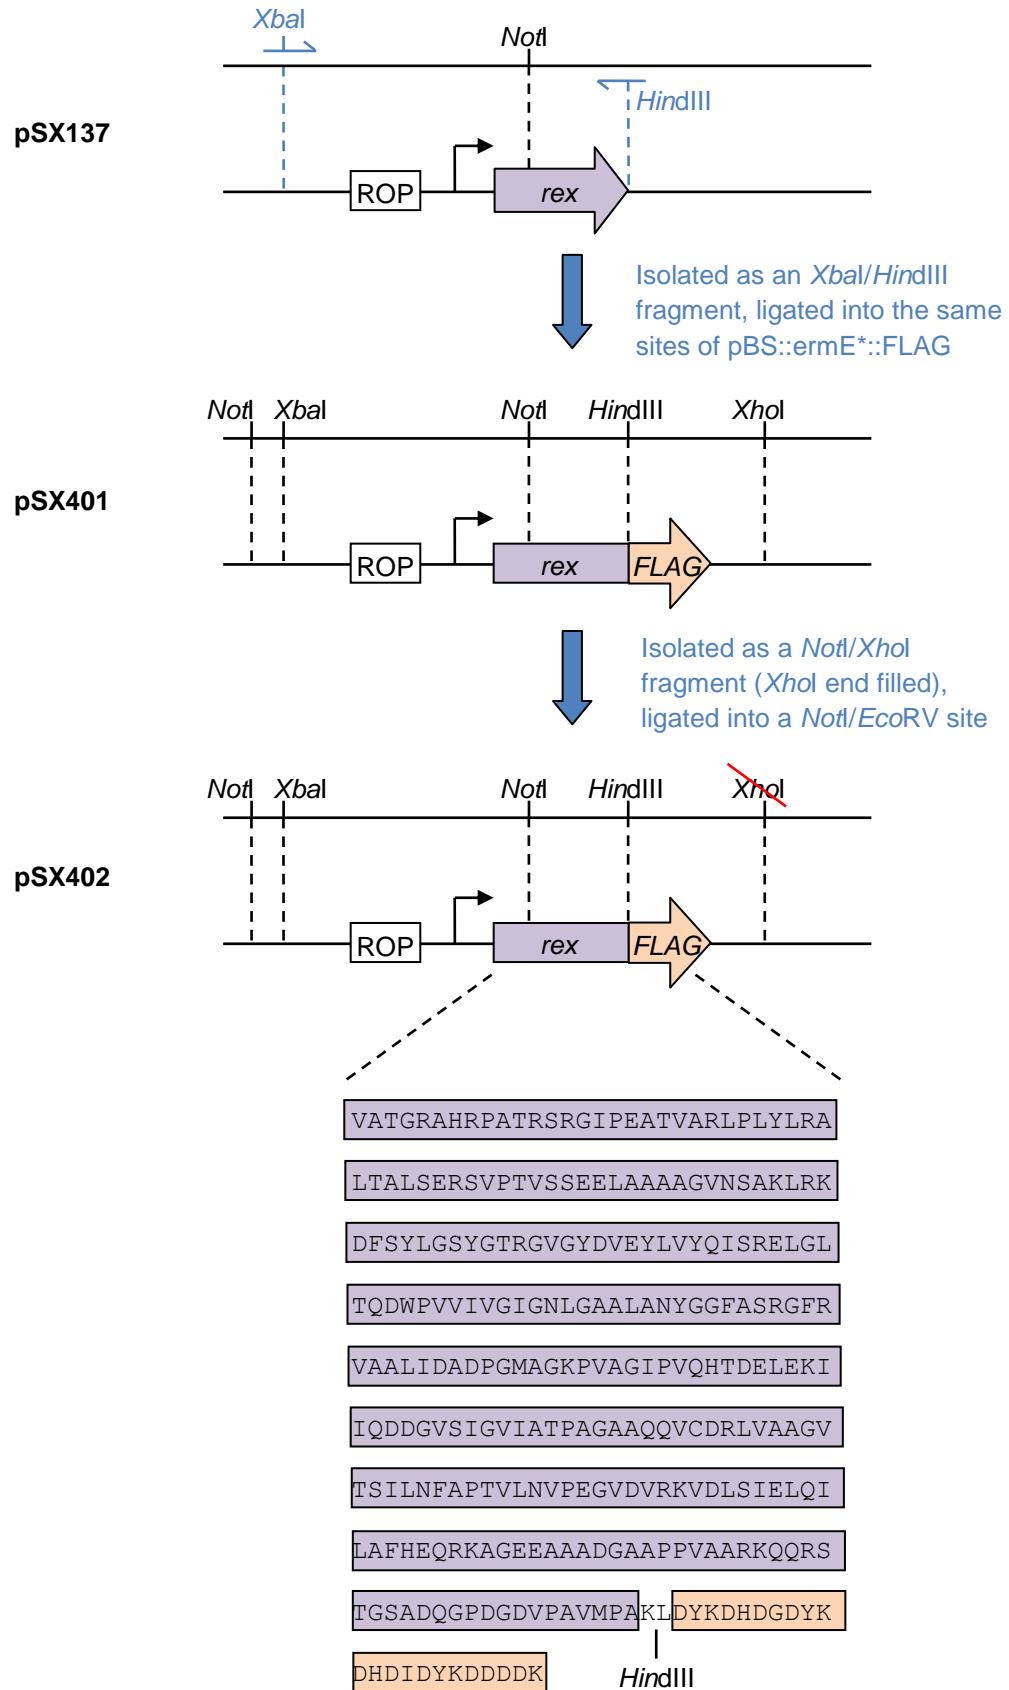 XbaI
NotI
HindIII
pSX137
ROP
rex
Isolated as an XbaI/HindIII
fragment, ligated into the same
sites of pBS::ermE*::FLAG
NotI XbaI NotI HindIII XhoI
pSX401
ROP rex FLAG
Isolated as a NotI/XhoI
fragment (XhoI end filled),
ligated into a NotI/EcoRV site
NotI XbaI NotI HindIII XhoI
pSX402
ROP rex FLAG
VATGRAHRPATRSRGIPEATVARLPLYLRA
LTALSERSVPTVSSEELAAAAGVNSAKLRK
DFSYLGSYGTRGVGYDVEYLVYQISRELGL
TQDWPVVIVGIGNLGAALANYGGFASRGFR
VAALIDADPGMAGKPVAGIPVQHTDELEKI
IQDDGVSIGVIATPAGAAQQVCDRLVAAGV
TSILNFAPTVLNVPEGVDVRKVDLSIELQI
LAFHEQRKAGEEAAADGAAPPVAARKQQRS
TGSADQGPDGDVPAVMPAKLDYKDHDGDYK
DHDIDYKDDDDK
HindIII